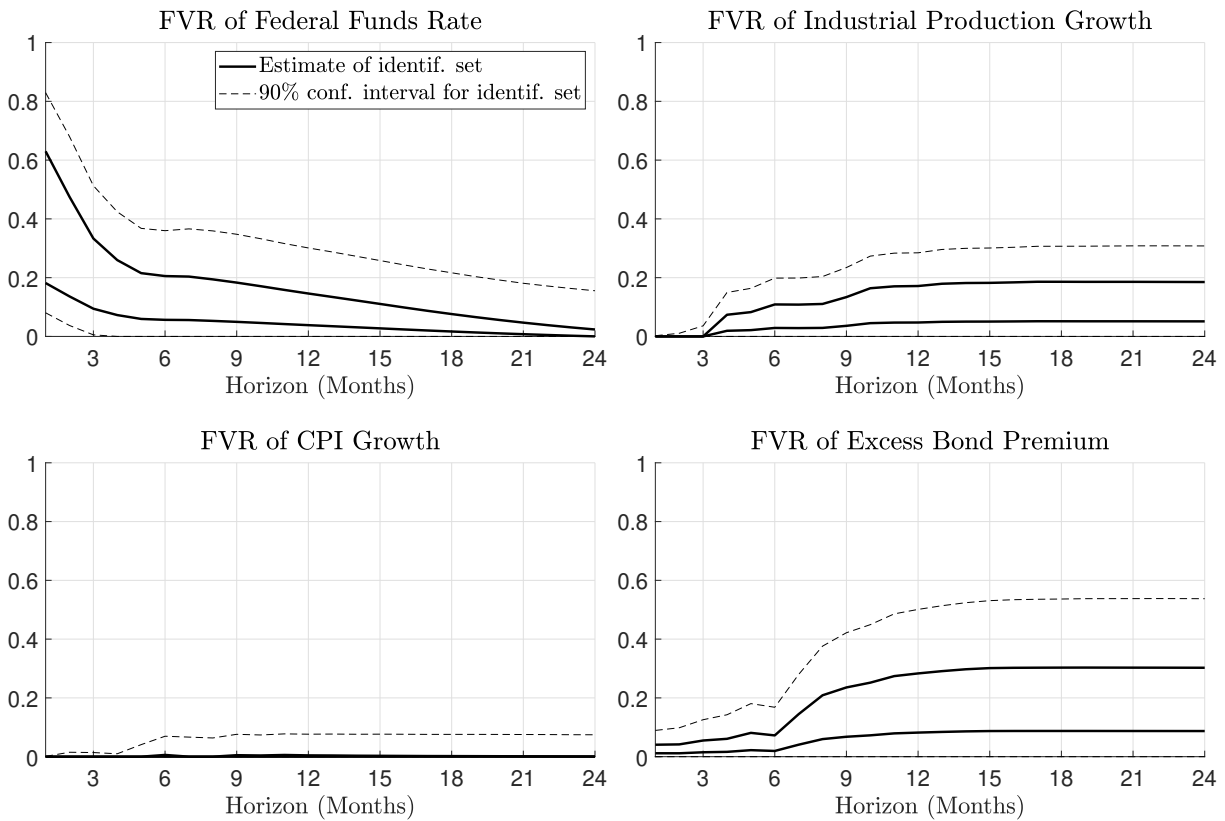 FVR of Federal Funds Rate
1
0.8
0.6
0.4
0.2
0
Estimate of identif. set
90% conf. interval for identif. set
3 6 9 12 15 18 21 24
Horizon (Months)
FVR of Industrial Production Growth
1
0.8
0.6
0.4
0.2
0
3 6 9 12 15 18 21 24
Horizon (Months)
FVR of CPI Growth
1
0.8
0.6
0.4
0.2
0
3 6 9 12 15 18 21 24
Horizon (Months)
FVR of Excess Bond Premium
1
0.8
0.6
0.4
0.2
0
3 6 9 12 15 18 21 24
Horizon (Months)